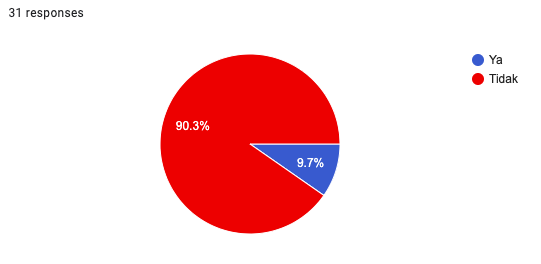 31 responses
Ya
Tidak
90.3%
9.7%